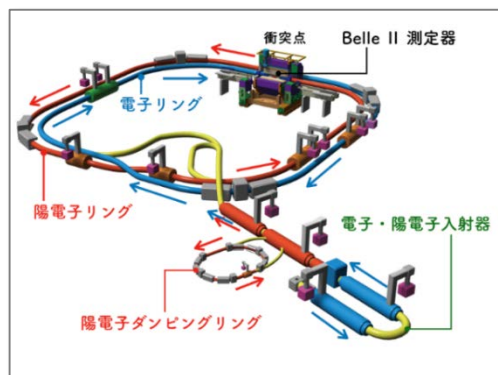 衝突点
Belle II 測定器
電子リング
陽電子リング
電子・陽電子入射器
陽電子ダンピングリング